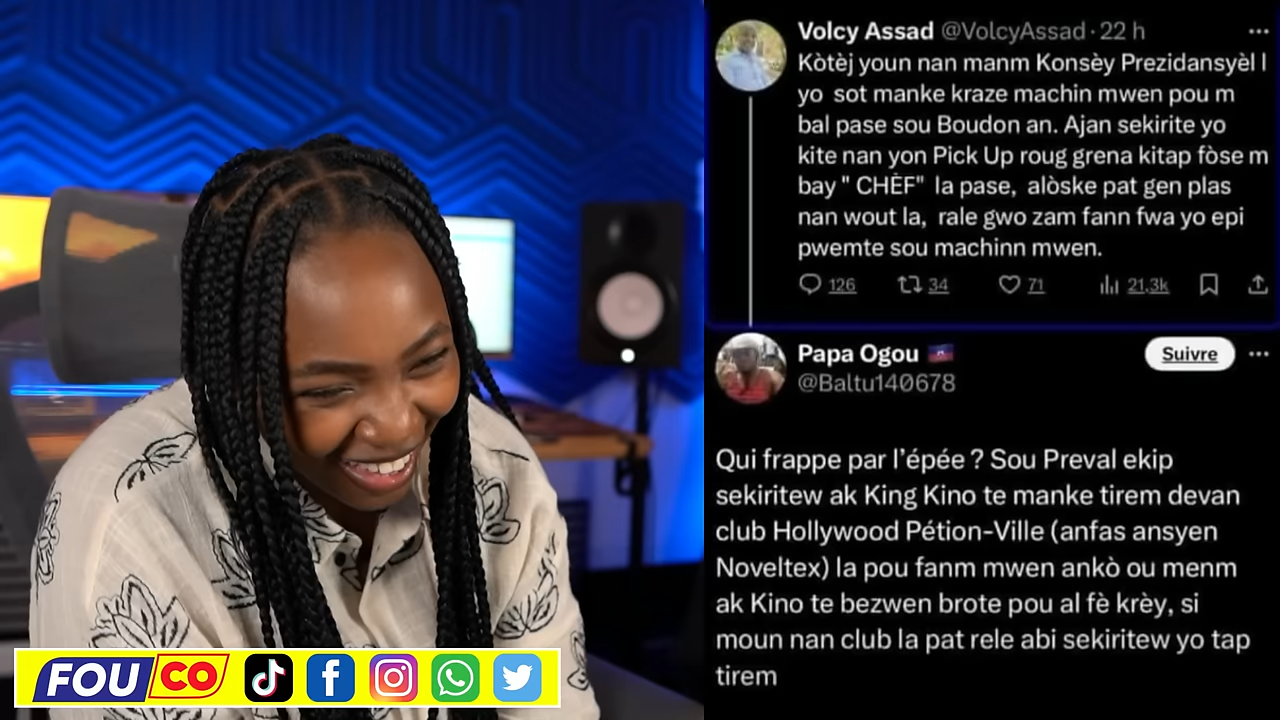 Volcy Assad @VolcyAssad · 22 h
Kòtèj youn nan manm Konsèy Prezidansyèl l
yo sot manke kraze machin mwen pou m
bal pase sou Boudon an. Ajan sekirite yo
kite nan yon Pick Up roug grena kitap fòse m
bay " CHÈF" la pase, alòske pat gen plas
nan wout la, rale gwo zam fann fwa yo epi
pwemte sou machinn mwen.
126 34 71 21,3k
Papa Ogou
Suivre
@Baltu140678
Qui frappe par l’épée ? Sou Preval ekip
sekiritew ak King Kino te manke tirem devan
club Hollywood Pétion-Ville (anfas ansyen
Noveltex) la pou fanm mwen ankò ou menm
ak Kino te bezwen brote pou al fè krèy, si
moun nan club la pat rele abi sekiritew yo tap
tirem
FOUCO